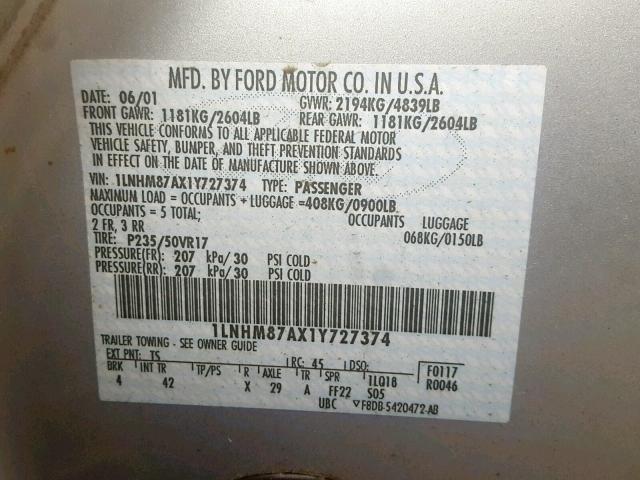 MFD. BY FORD MOTOR CO. IN U.S.A.
DATE: 06/01 GVWR: 2194KG/4839LB
FRONT GAWR: 1181KG/2604LB REAR GAWR: 1181KG/2604LB
THIS VEHICLE CONFORMS TO ALL APPLICABLE FEDERAL MOTOR
VEHICLE SAFETY, BUMPER, AND THEFT PREVENTION STANDARDS
IN EFFECT ON THE DATE OF MANUFACTURE SHOWN ABOVE.
VIN: 1LNHM87AX1Y727374 TYPE: PASSENGER
MAXIMUM LOAD = OCCUPANTS + LUGGAGE =408KG/0900LB.
OCCUPANTS = 5 TOTAL; OCCUPANTS LUGGAGE
2 FR, 3 RR 068KG/0150LB
TIRE: P235/50VR17
PRESSURE(FR) = 207 kPa/30 PSI COLD
PRESSURE(RR) = 207 kPa/30 PSI COLD
1LNHM87AX1Y727374
TRAILER TOWING - SEE OWNER GUIDE
EXT PNT: TS RC: 45 DSO: F0117
BRK INT TR TP/PS R AXLE TR SPR 1LQ18 R0046
4 42 X 29 A FF22 S05
UBC ▽F8DB-5420472-AB